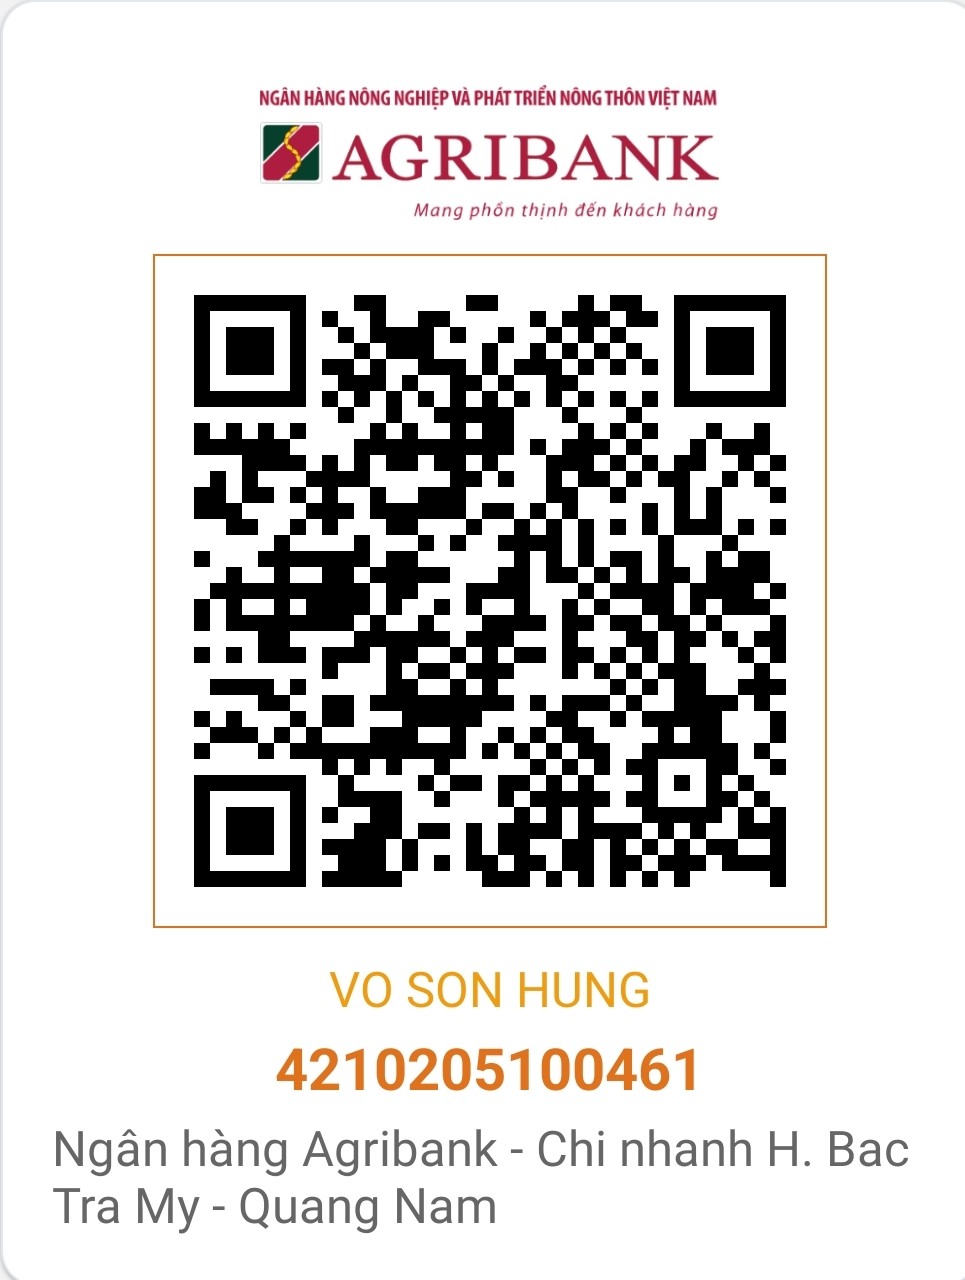 NGÂN HÀNG NÔNG NGHIỆP VÀ PHÁT TRIỂN NÔNG THÔN VIỆT NAM
AGRIBANK
Mang phồn thịnh đến khách hàng
VO SON HUNG
4210205100461
Ngân hàng Agribank - Chi nhanh H. Bac
Tra My - Quang Nam